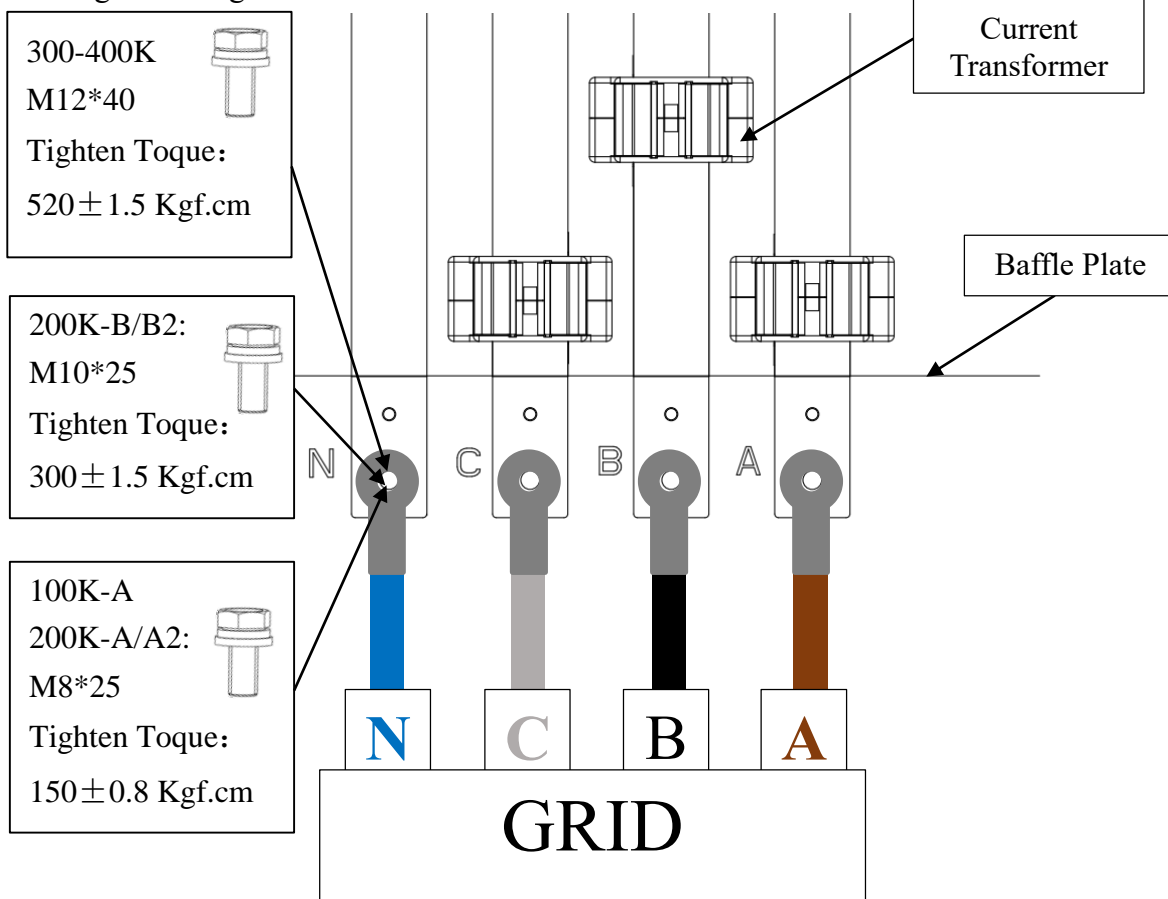 300-400K
M12*40
Tighten Toque：
520±1.5 Kgf.cm
Current
Transformer
Baffle Plate
200K-B/B2:
M10*25
Tighten Toque：
300±1.5 Kgf.cm
N C B A
100K-A
200K-A/A2:
M8*25
Tighten Toque：
150±0.8 Kgf.cm
N C B A
GRID